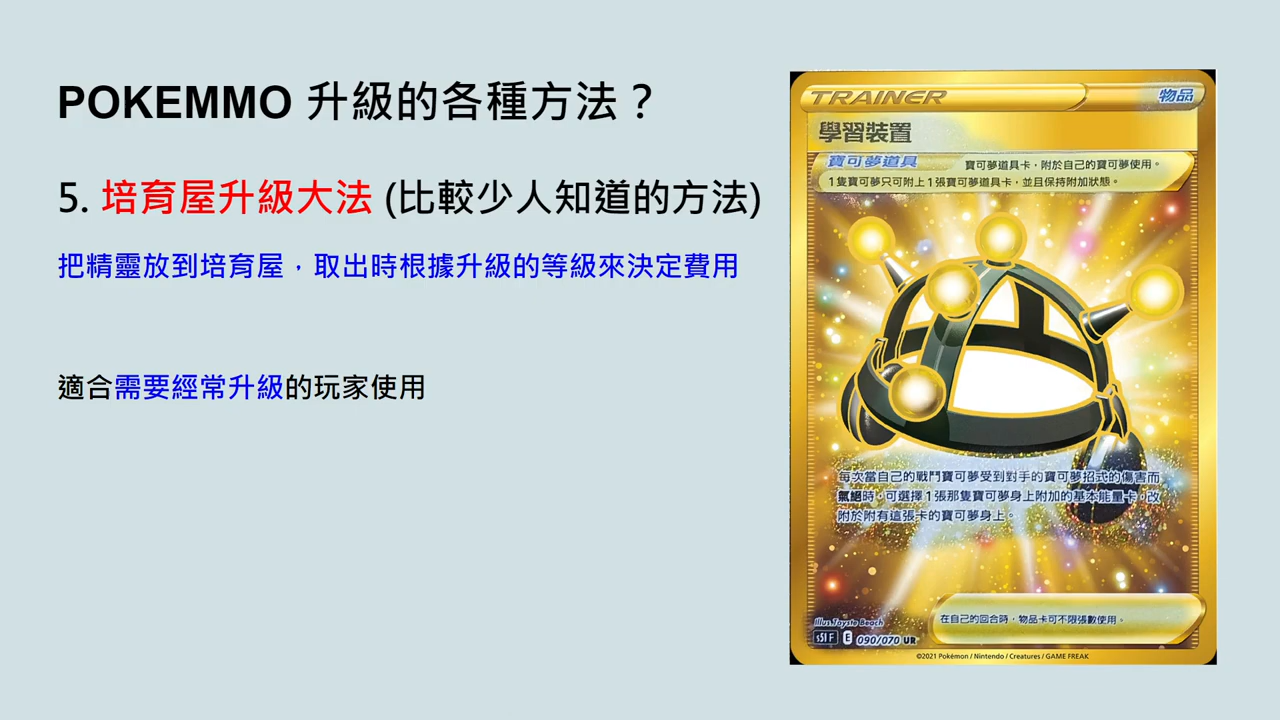 POKEMMO 升級的各種方法？
5. 培育屋升級大法 (比較少人知道的方法)
把精靈放到培育屋，取出時根據升級的等級來決定費用
適合需要經常升級的玩家使用
TRAINER 物品
學習裝置
寶可夢道具 寶可夢道具卡，附於自己的寶可夢使用。
1隻寶可夢只可附上1張寶可夢道具卡，並且保持附加狀態。
每次當自己的戰鬥寶可夢受到對手的寶可夢招式的傷害而
氣絕時，可選擇1張那隻寶可夢身上附加的基本能量卡，改
附於附有這張卡的寶可夢身上。
Illus. Toyste Beach
在自己的回合時，物品卡可不限張數使用。
s5I F E 090/070 UR
©2021 Pokémon / Nintendo / Creatures / GAME FREAK